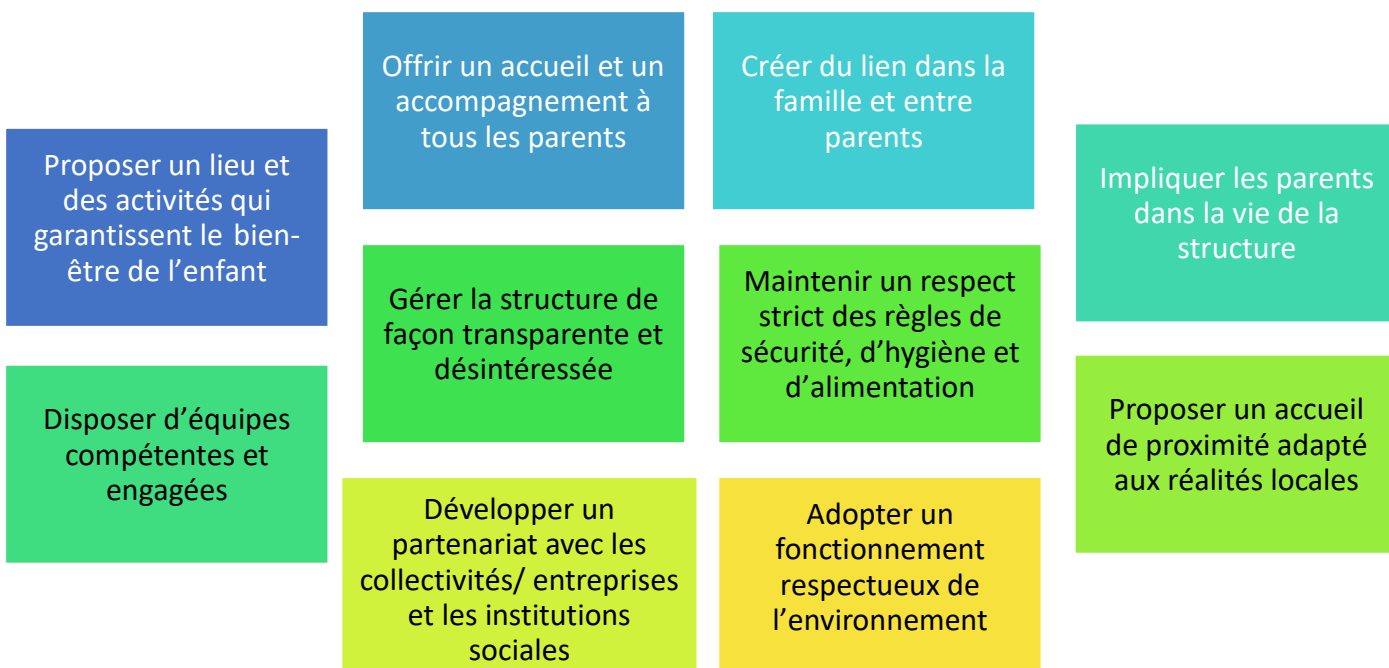 Proposer un lieu et
des activités qui
garantissent le bien-
être de l’enfant
Offrir un accueil et un
accompagnement à
tous les parents
Créer du lien dans la
famille et entre
parents
Impliquer les parents
dans la vie de la
structure
Disposer d’équipes
compétentes et
engagées
Gérer la structure de
façon transparente et
désintéressée
Maintenir un respect
strict des règles de
sécurité, d’hygiène et
d’alimentation
Proposer un accueil
de proximité adapté
aux réalités locales
Développer un
partenariat avec les
collectivités/ entreprises
et les institutions
sociales
Adopter un
fonctionnement
respectueux de
l’environnement